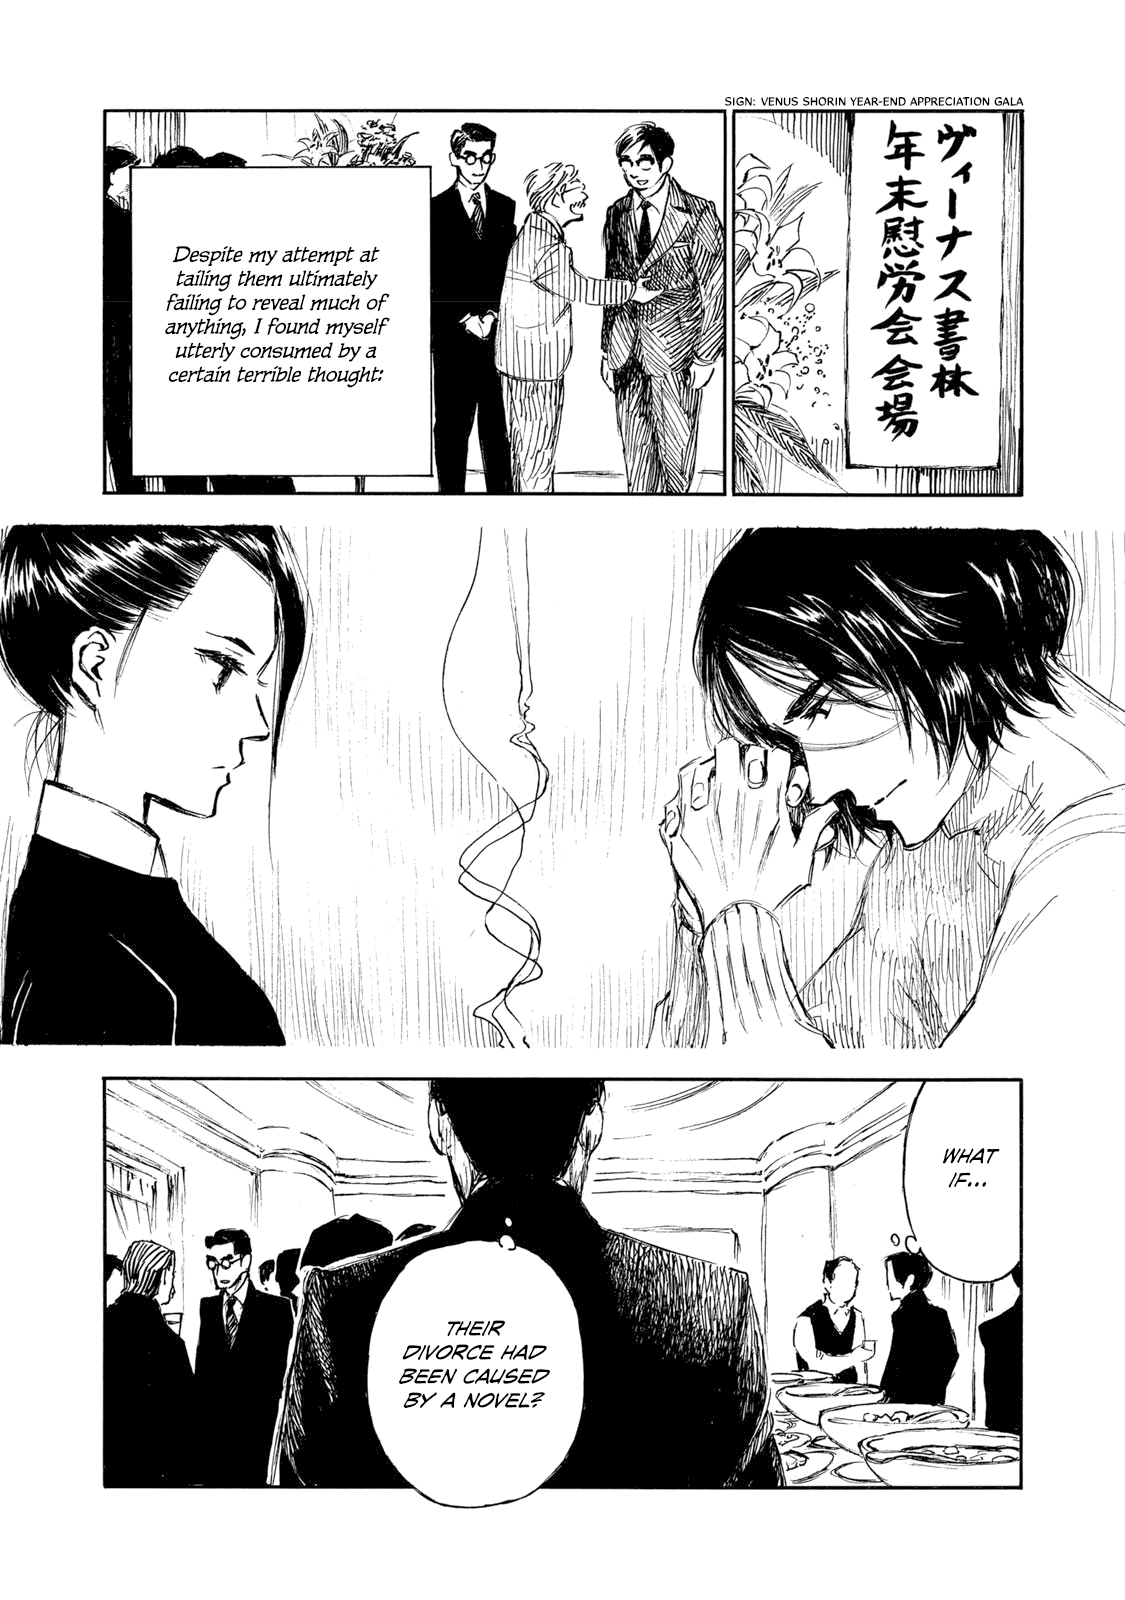 SIGN: VENUS SHORIN YEAR-END APPRECIATION GALA
ヴィーナス書林
年末慰労会会場
Despite my attempt at
tailing them ultimately
failing to reveal much of
anything, I found myself
utterly consumed by a
certain terrible thought:
WHAT
IF...
THEIR
DIVORCE HAD
BEEN CAUSED
BY A NOVEL?